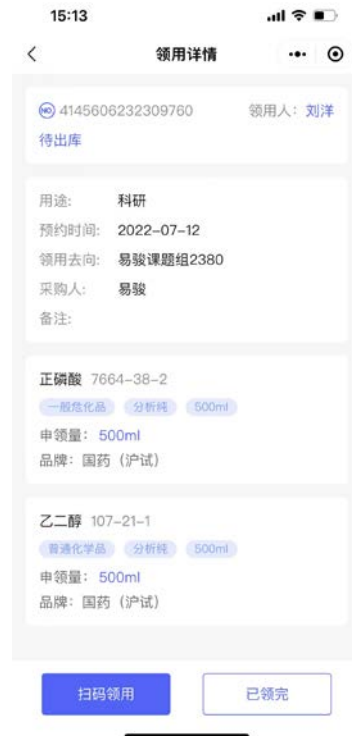 15:13
领用详情
NO 4145606232309760 领用人：刘洋
待出库
用途: 科研
预约时间: 2022-07-12
领用去向: 易骏课题组2380
采购人: 易骏
备注:
正磷酸 7664-38-2
一般危化品 分析纯 500ml
申领量：500ml
品牌：国药（沪试）
乙二醇 107-21-1
普通化学品 分析纯 500ml
申领量：500ml
品牌：国药（沪试）
扫码领用 已领完